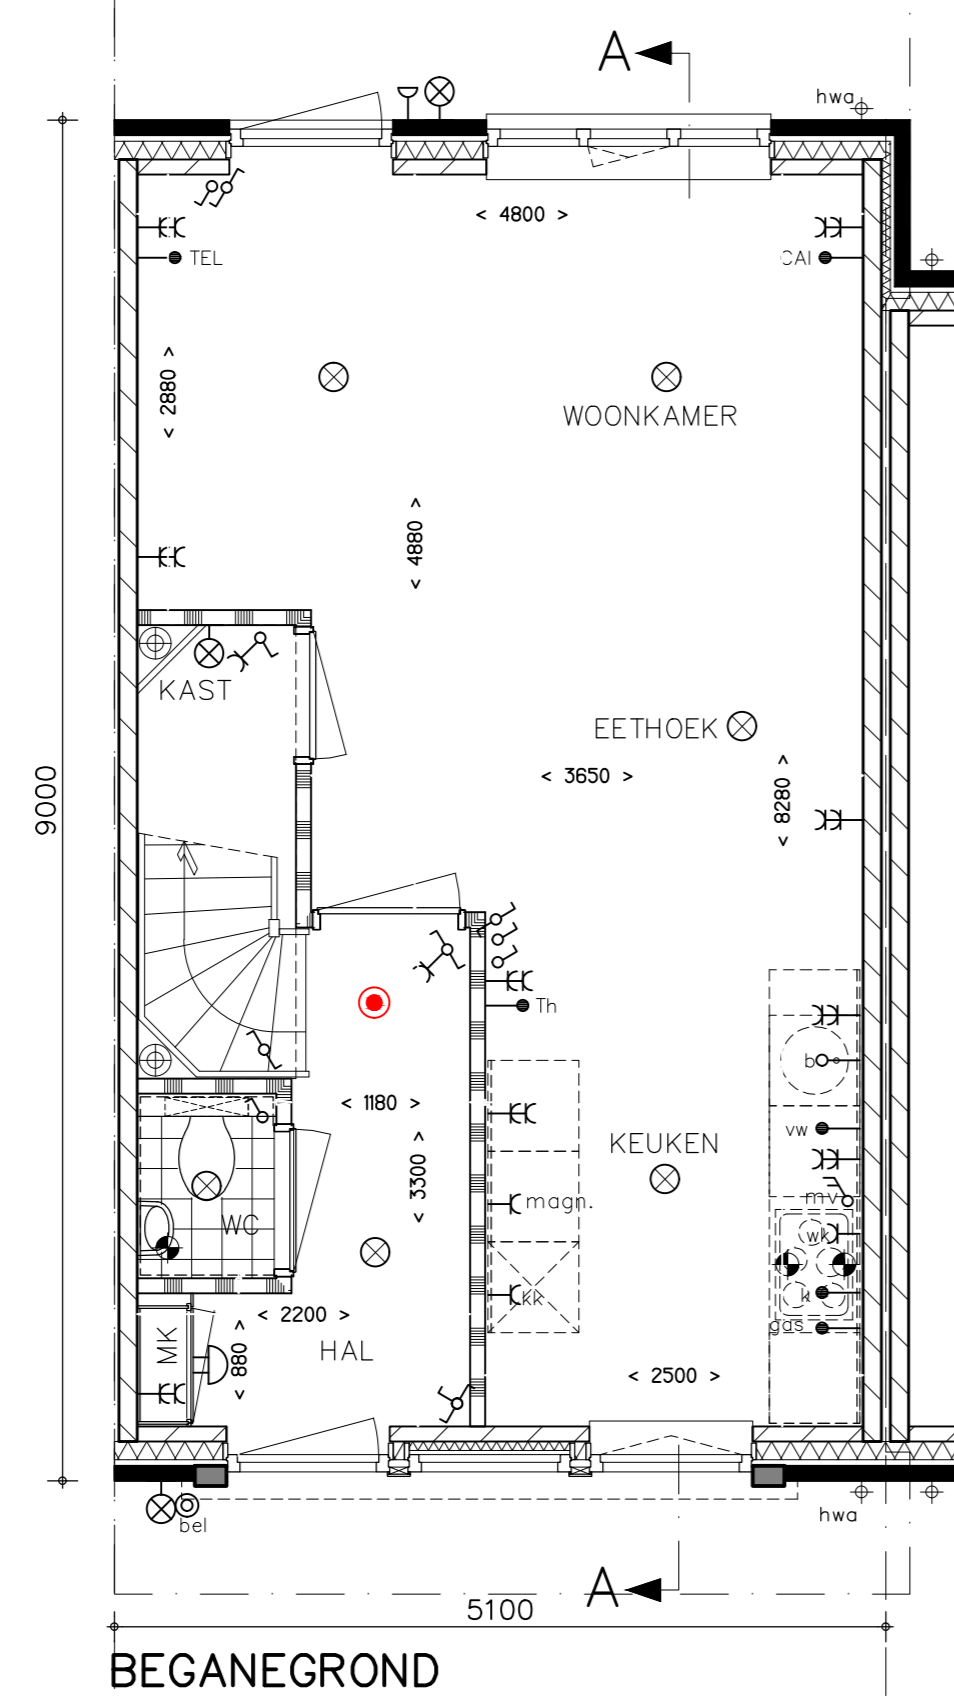 A
hwa
< 4800 >
TEL
CAI
< 2880 >
WOONKAMER
< 4880 >
KAST
EETHOEK
< 3650 >
< 8280 >
9000
Th
b
< 1180 >
vw
KEUKEN
< 3300 >
magn.
mv
WC
wk
kk
k
< 2200 >
gas
MK
HAL
< 880 >
< 2500 >
bel
hwa
A
5100
BEGANEGROND